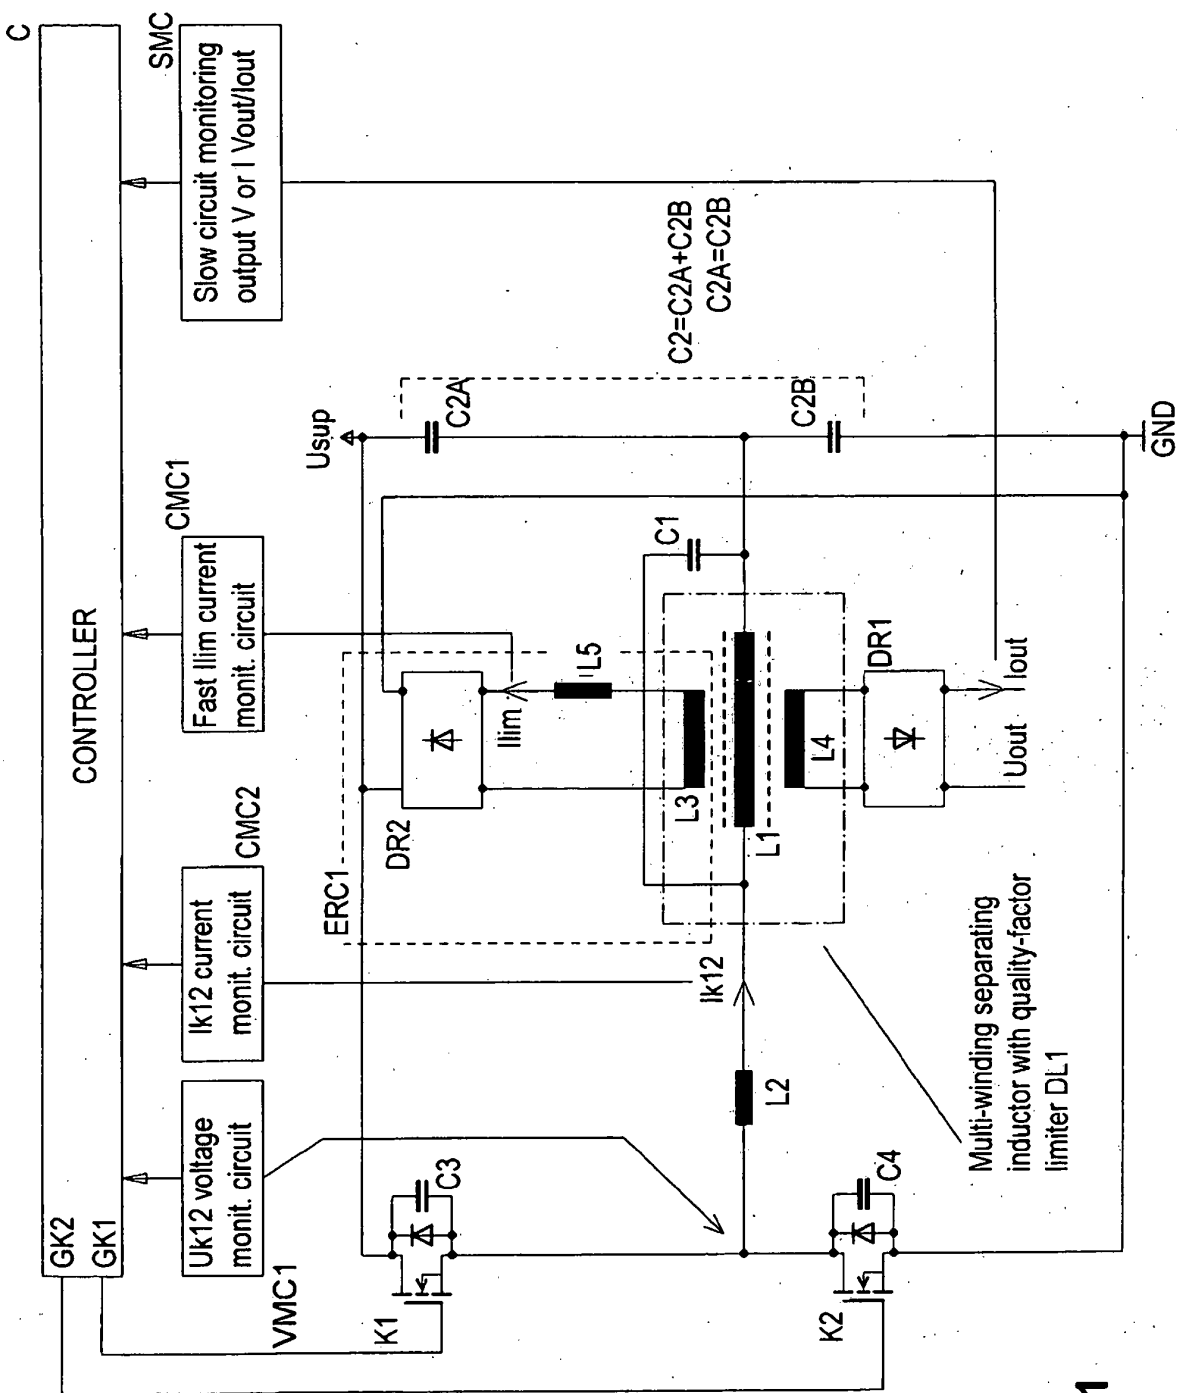 C
CONTROLLER
GK2
GK1
SMC
Slow circuit monitoring
output V or I Vout/Iout
CMC1
Fast Ilim current
monit. circuit
CMC2
Ik12 current
monit. circuit
Uk12 voltage
monit. circuit
VMC1
Usup
C2A
C2=C2A+C2B
C2A=C2B
C2B
GND
ERC1
DR2
Ilim
L5
C1
L3
L1
L4
DR1
Uout
Iout
Ik12
L2
K1
C3
K2
C4
Multi-winding separating
inductor with quality-factor
limiter DL1
1